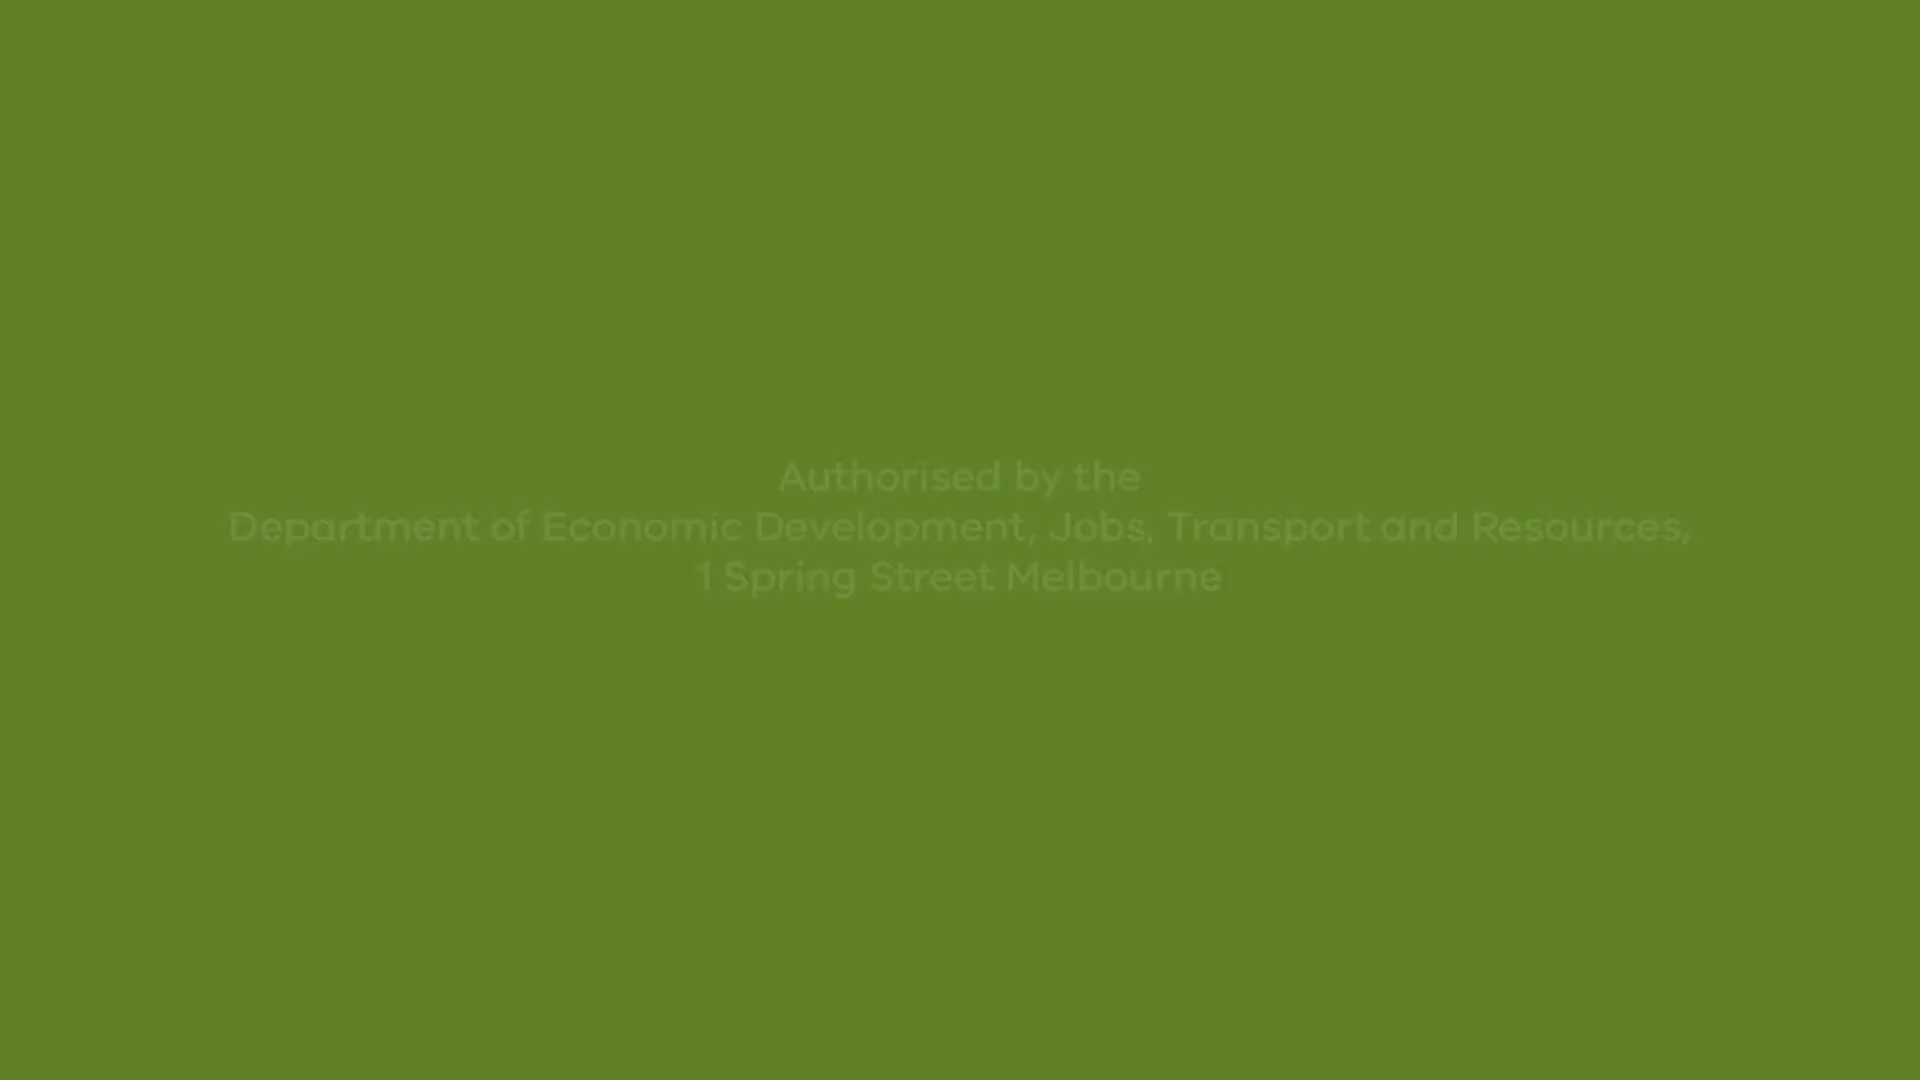 Authorised by the
Department of Economic Development, Jobs, Transport and Resources,
1 Spring Street Melbourne